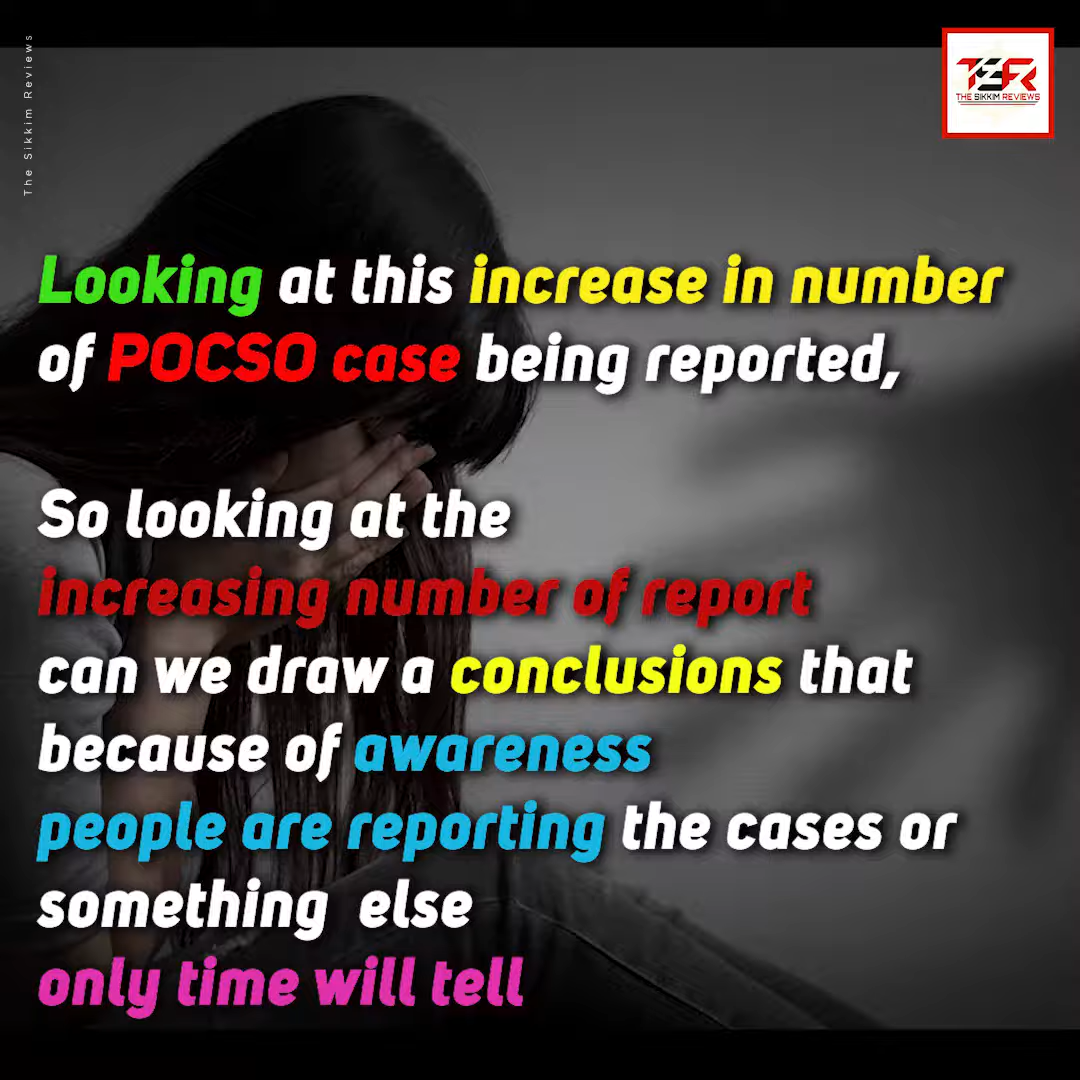 The Sikkim Reviews
TSR
THE SIKKIM REVIEWS
Looking at this increase in number
of POCSO case being reported,
So looking at the
increasing number of report
can we draw a conclusions that
because of awareness
people are reporting the cases or
something else
only time will tell